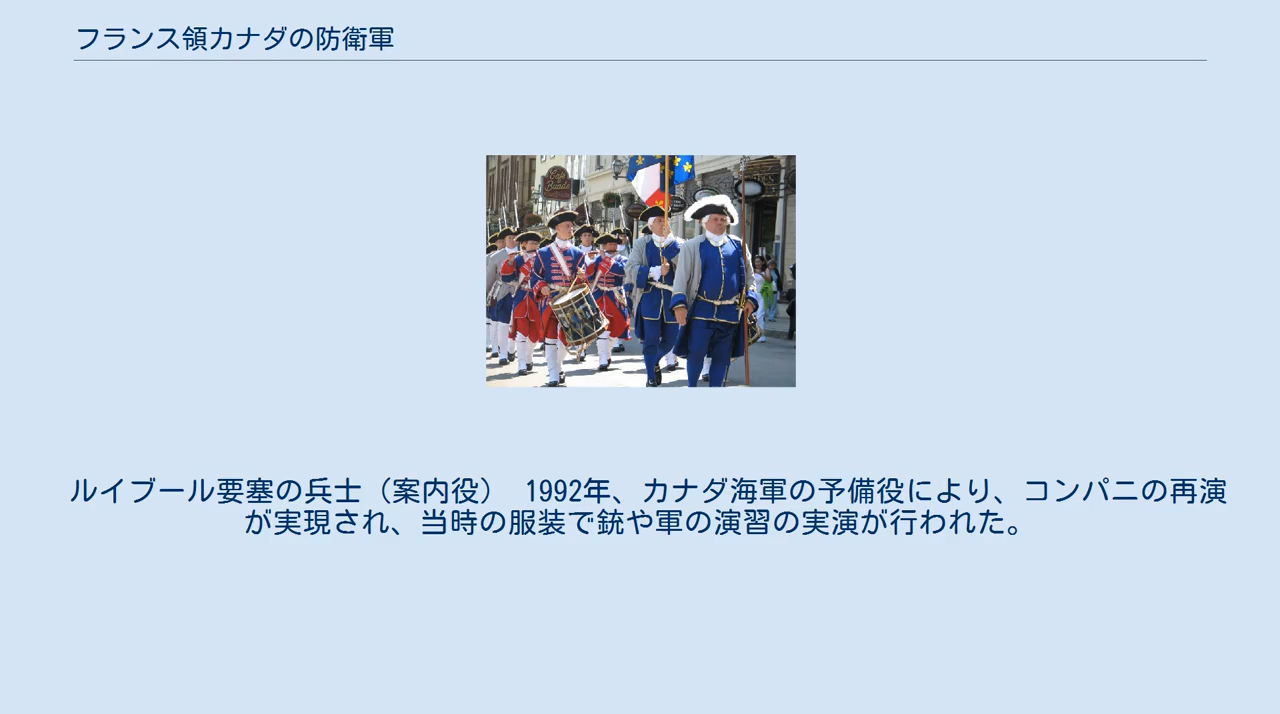 フランス領カナダの防衛軍
Café
Buade
ルイブール要塞の兵士（案内役）　1992年、カナダ海軍の予備役により、コンパニの再演
が実現され、当時の服装で銃や軍の演習の実演が行われた。